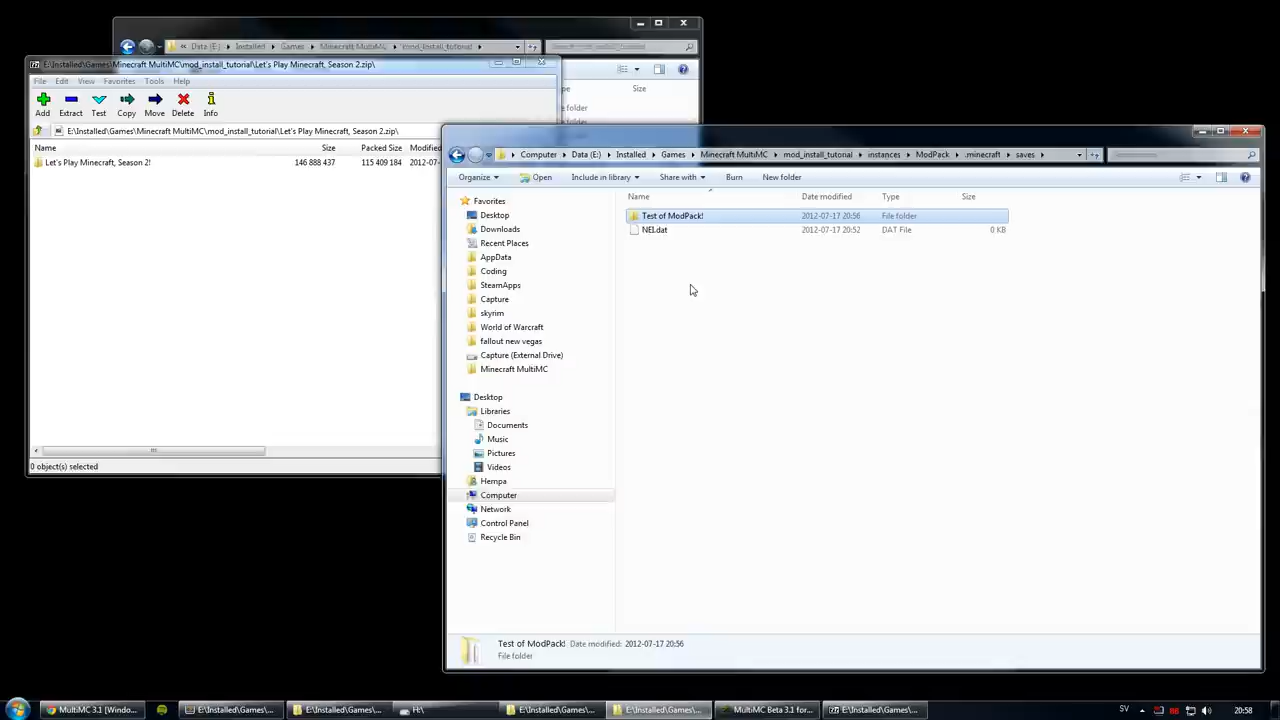 « Data (E:) ▸ Installed ▸ Games ▸ Minecraft MultiMC ▸ mod_install_tutorial ▸
E:\Installed\Games\Minecraft MultiMC\mod_install_tutorial\Let's Play Minecraft, Season 2.zip\
File Edit View Favorites Tools Help
Size
Add Extract Test Copy Move Delete Info
E:\Installed\Games\Minecraft MultiMC\mod_install_tutorial\Let's Play Minecraft, Season 2.zip\
Name Size Packed Size Modified
Let's Play Minecraft, Season 2! 146 888 437 115 409 184 2012-07-
0 object(s) selected
Computer ▸ Data (E:) ▸ Installed ▸ Games ▸ Minecraft MultiMC ▸ mod_install_tutorial ▸ instances ▸ ModPack ▸ .minecraft ▸ saves ▸
Organize Open Include in library Share with Burn New folder
Name Date modified Type Size
Test of ModPack! 2012-07-17 20:56 File folder
NEI.dat 2012-07-17 20:52 DAT File 0 KB
Favorites
Desktop
Downloads
Recent Places
AppData
Coding
SteamApps
Capture
skyrim
World of Warcraft
fallout new vegas
Capture (External Drive)
Minecraft MultiMC
Desktop
Libraries
Documents
Music
Pictures
Videos
Hempa
Computer
Network
Control Panel
Recycle Bin
Test of ModPack! Date modified: 2012-07-17 20:56
File folder
MultiMC 3.1 [Windo... E:\Installed\Games\... E:\Installed\Games\... H:\ E:\Installed\Games\... E:\Installed\Games\... MultiMC Beta 3.1 for... E:\Installed\Games\... SV 20:58